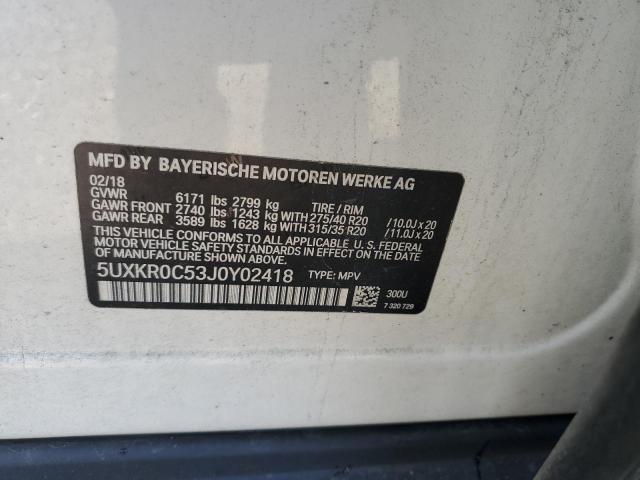 MFD BY BAYERISCHE MOTOREN WERKE AG
02/18
GVWR 6171 lbs 2799 kg TIRE / RIM
GAWR FRONT 2740 lbs 1243 kg WITH 275/40 R20 /10.0J x 20
GAWR REAR 3589 lbs 1628 kg WITH 315/35 R20 /11.0J x 20
THIS VEHICLE CONFORMS TO ALL APPLICABLE U.S. FEDERAL
MOTOR VEHICLE SAFETY STANDARDS IN EFFECT ON THE DATE
OF MANUFACTURE SHOWN ABOVE.
5UXKR0C53J0Y02418 TYPE: MPV
300U
7 320 729